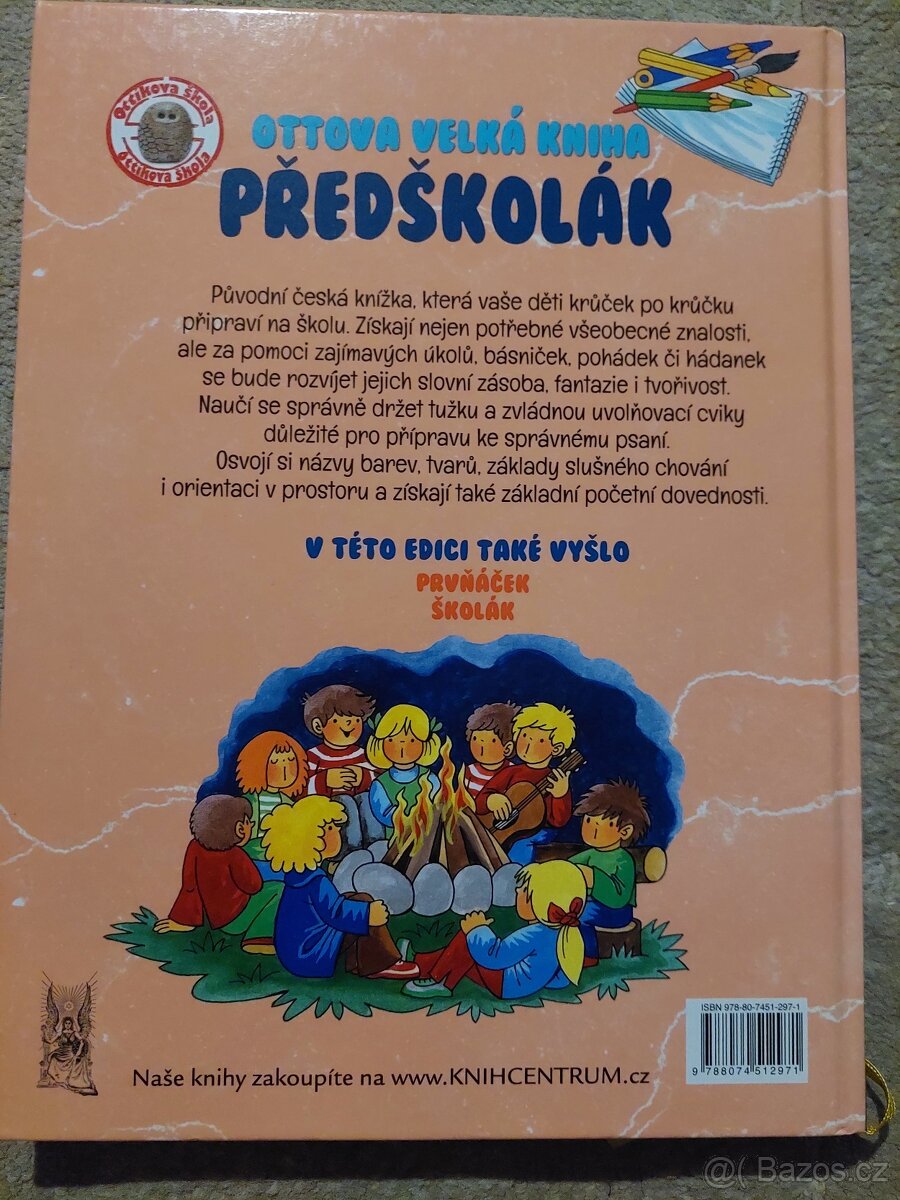 Ottíkova škola
Ottíkova škola
OTTOVA VELKÁ KNIHA
PŘEDŠKOLÁK
Původní česká knížka, která vaše děti krůček po krůčku
připraví na školu. Získají nejen potřebné všeobecné znalosti,
ale za pomoci zajímavých úkolů, básniček, pohádek či hádanek
se bude rozvíjet jejich slovní zásoba, fantazie i tvořivost.
Naučí se správně držet tužku a zvládnou uvolňovací cviky
důležité pro přípravu ke správnému psaní.
Osvojí si názvy barev, tvarů, základy slušného chování
i orientaci v prostoru a získají také základní početní dovednosti.
V TÉTO EDICI TAKÉ VYŠLO
PRVŇÁČEK
ŠKOLÁK
ISBN 978-80-7451-297-1
9 788074 512971
Naše knihy zakoupíte na www.KNIHCENTRUM.cz
@( Bazos.cz